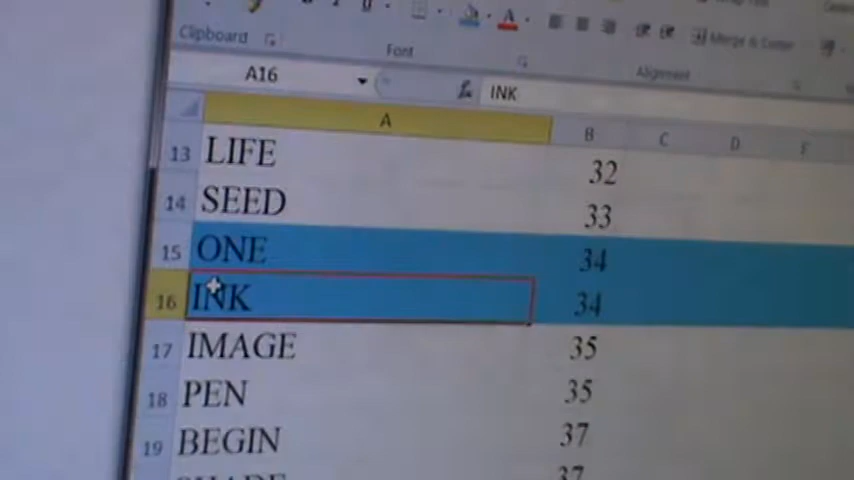 Clipboard
Font
Merge & Center
Alignment
A16
INK
A B C D F
13 LIFE 32
14 SEED 33
15 ONE 34
16 INK 34
17 IMAGE 35
18 PEN 35
19 BEGIN 37
37